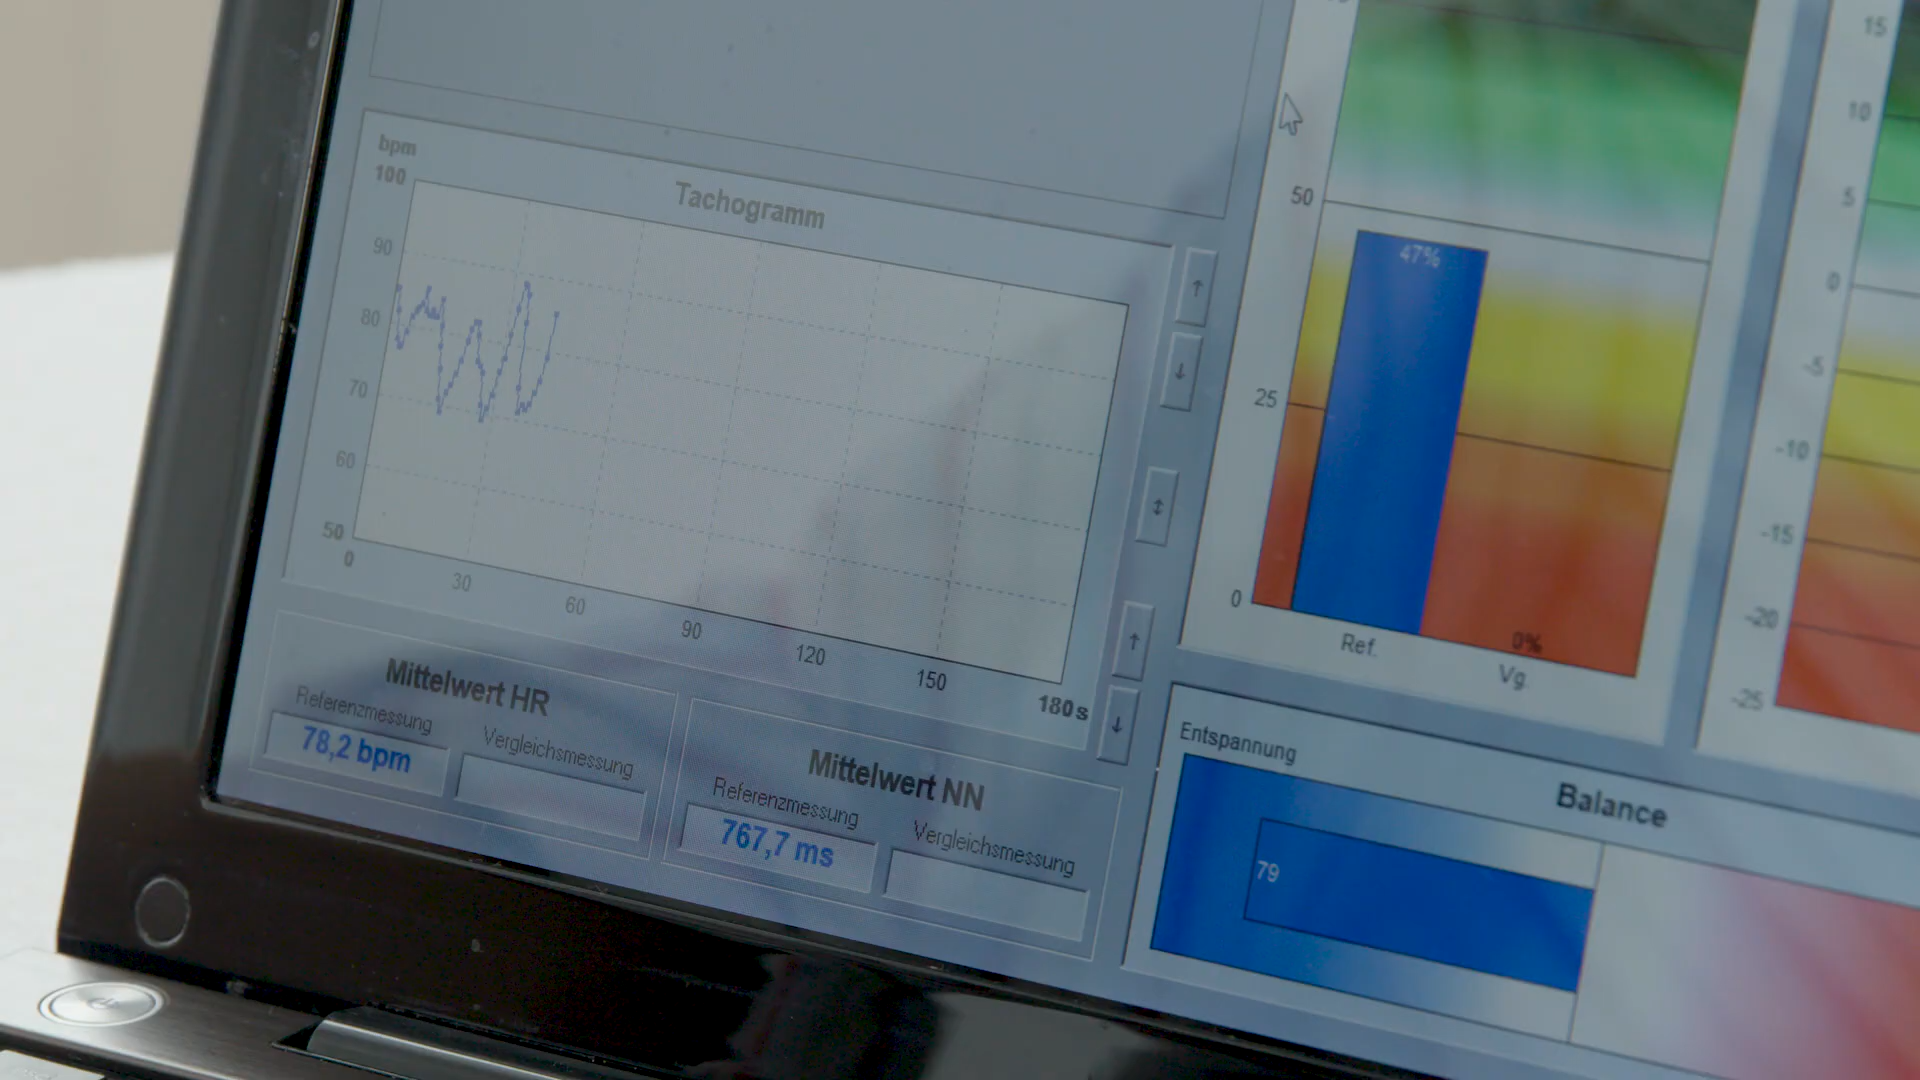 bpm
Tachogramm
100
90
80
70
60
50
0
30
60
90
120
150
180s
Mittelwert HR
Referenzmessung
Vergleichsmessung
78,2 bpm
Mittelwert NN
Referenzmessung
Vergleichsmessung
767,7 ms
50
25
0
47%
0%
Ref.
Vg.
15
10
5
0
-5
-10
-15
-20
-25
Entspannung
Balance
79